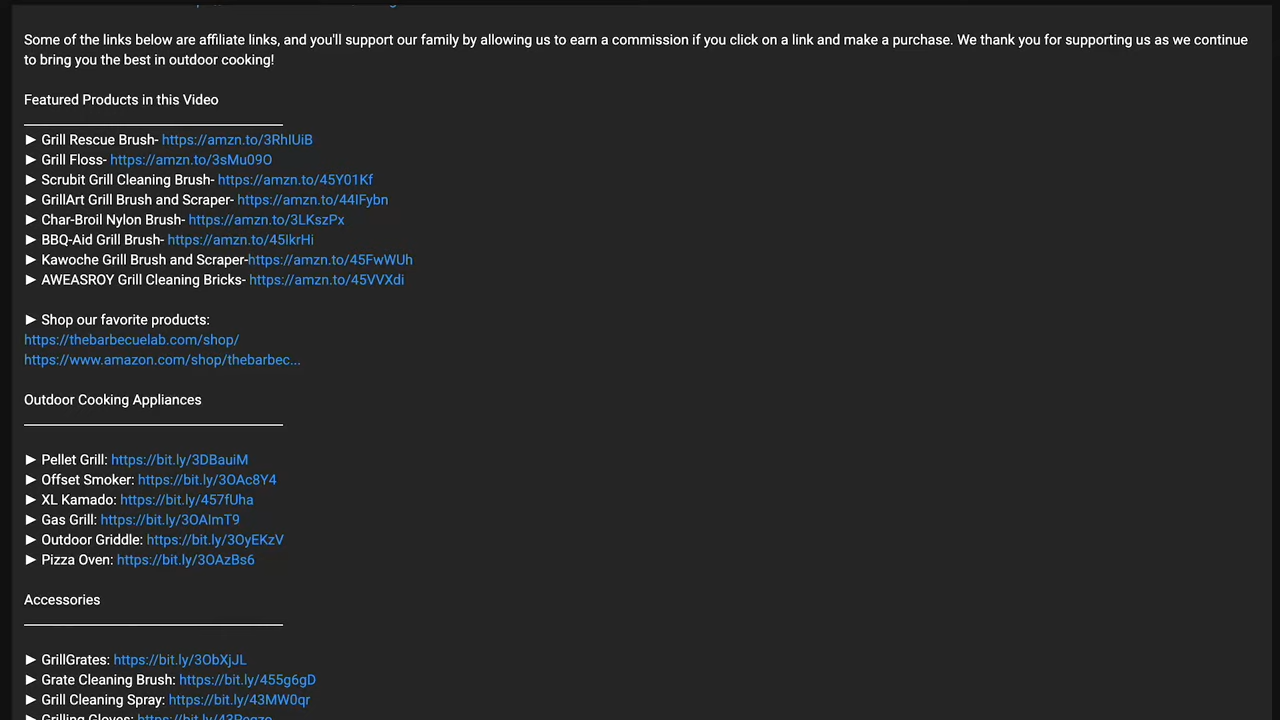 Some of the links below are affiliate links, and you'll support our family by allowing us to earn a commission if you click on a link and make a purchase. We thank you for supporting us as we continue
to bring you the best in outdoor cooking!
Featured Products in this Video
► Grill Rescue Brush- https://amzn.to/3RhIUiB
► Grill Floss- https://amzn.to/3sMu09O
► Scrubit Grill Cleaning Brush- https://amzn.to/45Y01Kf
► GrillArt Grill Brush and Scraper- https://amzn.to/44IFybn
► Char-Broil Nylon Brush- https://amzn.to/3LKszPx
► BBQ-Aid Grill Brush- https://amzn.to/45IkrHi
► Kawoche Grill Brush and Scraper-https://amzn.to/45FwWUh
► AWEASROY Grill Cleaning Bricks- https://amzn.to/45VVXdi
► Shop our favorite products:
https://thebarbecuelab.com/shop/
https://www.amazon.com/shop/thebarbec...
Outdoor Cooking Appliances
► Pellet Grill: https://bit.ly/3DBauiM
► Offset Smoker: https://bit.ly/3OAc8Y4
► XL Kamado: https://bit.ly/457fUha
► Gas Grill: https://bit.ly/3OAlmT9
► Outdoor Griddle: https://bit.ly/3OyEKzV
► Pizza Oven: https://bit.ly/3OAzBs6
Accessories
► GrillGrates: https://bit.ly/3ObXjJL
► Grate Cleaning Brush: https://bit.ly/455g6gD
► Grill Cleaning Spray: https://bit.ly/43MW0qr
► Grilling Gloves: